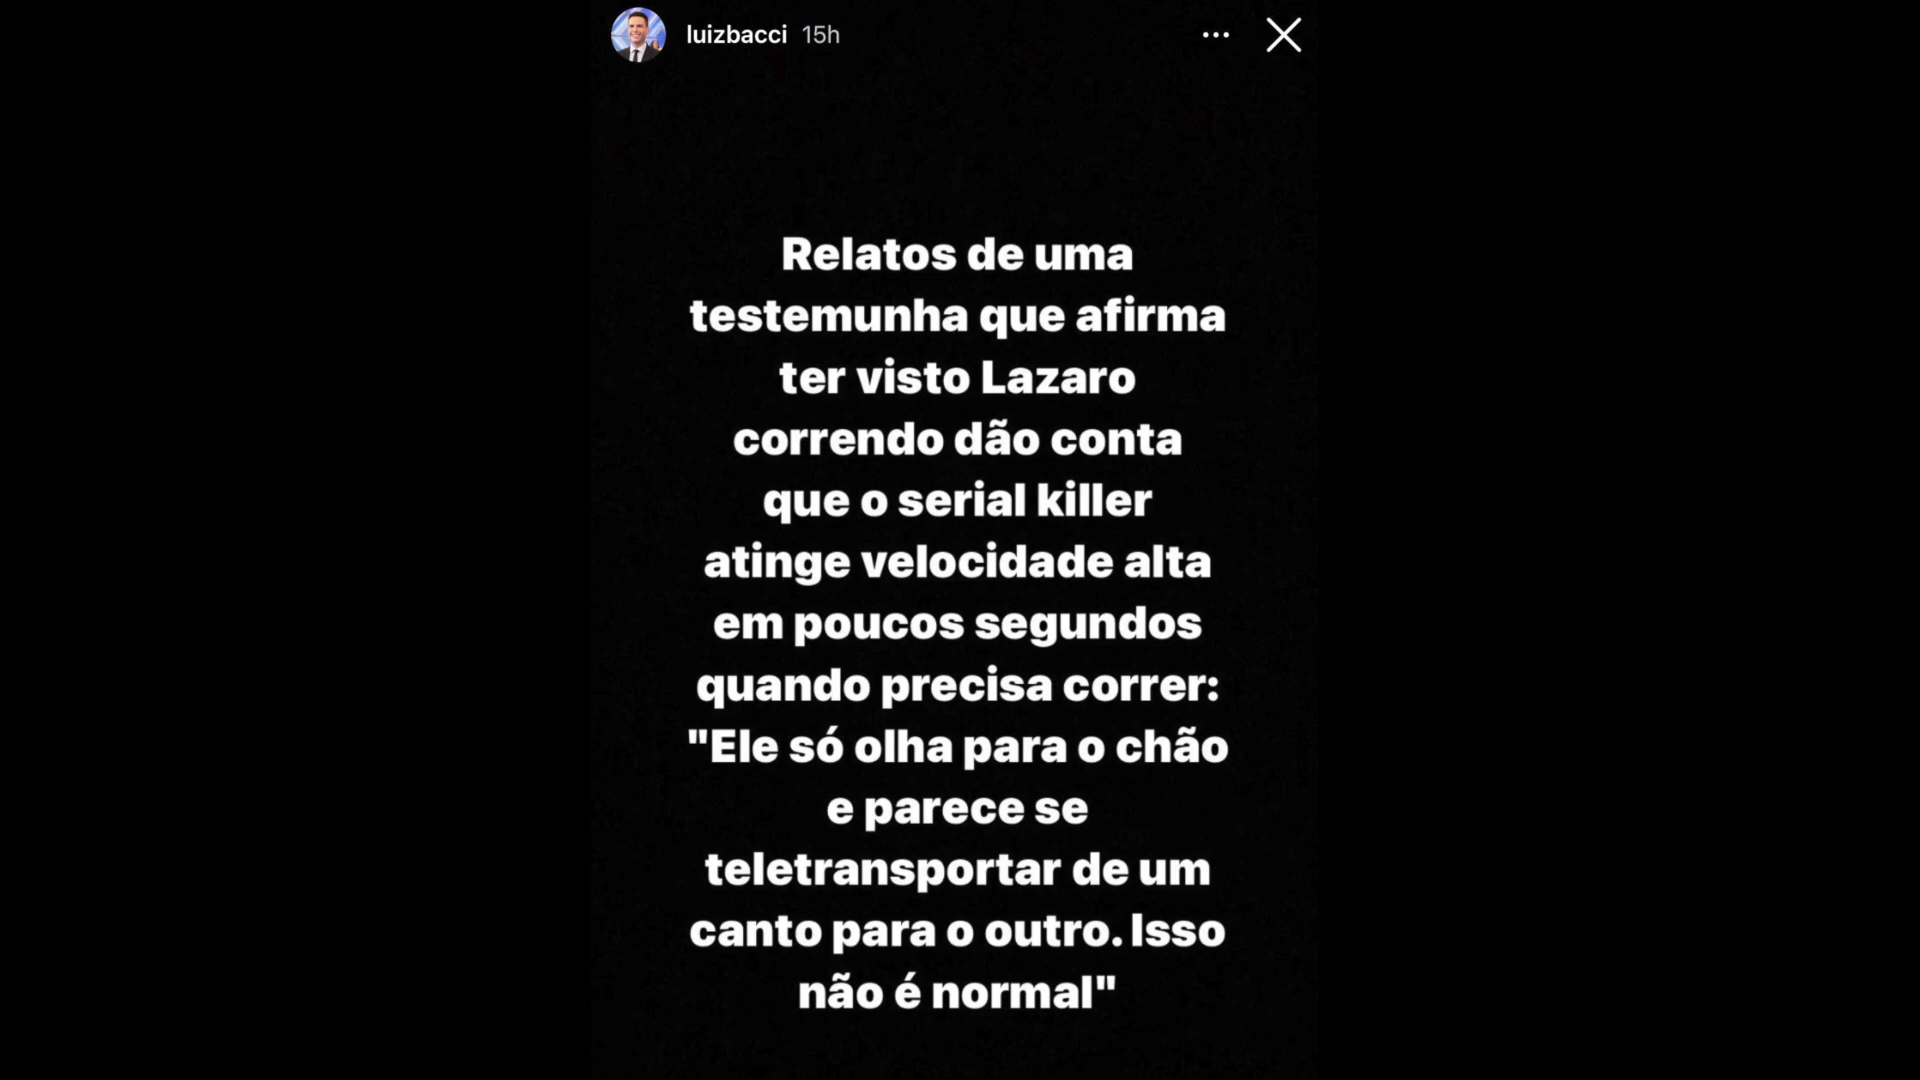 luizbacci 15h
Relatos de uma
testemunha que afirma
ter visto Lazaro
correndo dão conta
que o serial killer
atinge velocidade alta
em poucos segundos
quando precisa correr:
"Ele só olha para o chão
e parece se
teletransportar de um
canto para o outro. Isso
não é normal"